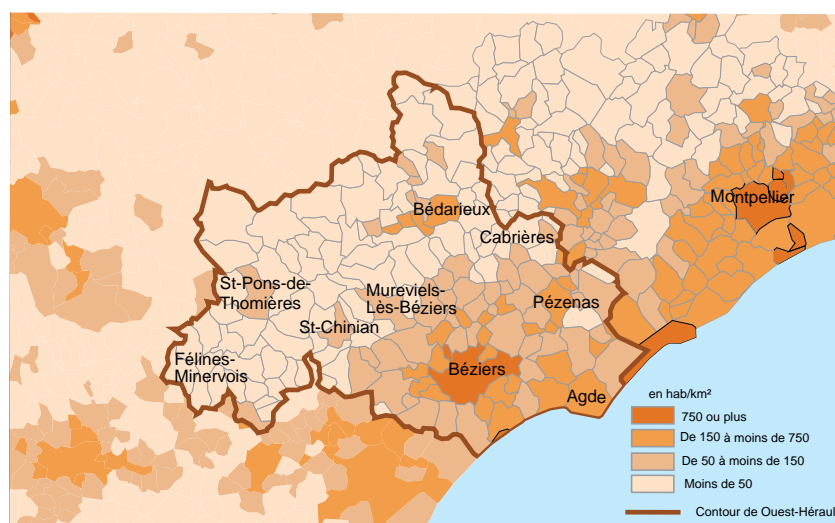 Montpellier
Bédarieux
Cabrières
St-Pons-de-
Thomières
Mureviels-
Lès-Béziers
Pézenas
St-Chinian
Félines-
Minervois
Béziers
Agde
en hab/km²
750 ou plus
De 150 à moins de 750
De 50 à moins de 150
Moins de 50
Contour de Ouest-Héraul